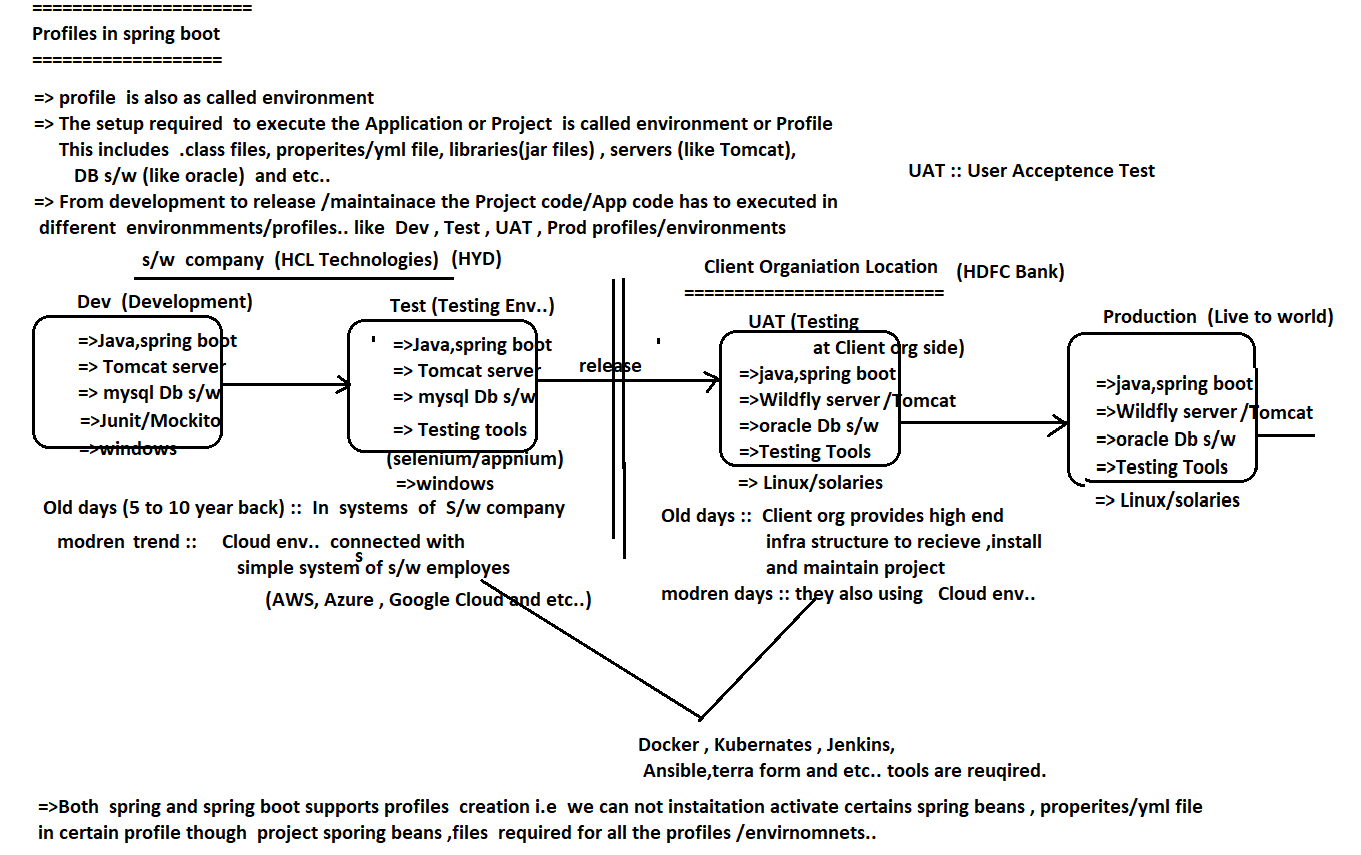 ======================
Profiles in spring boot
===================
=> profile is also as called environment
=> The setup required to execute the Application or Project is called environment or Profile
This includes .class files, properites/yml file, libraries(jar files) , servers (like Tomcat),
DB s/w (like oracle) and etc..
UAT :: User Acceptence Test
=> From development to release /maintainace the Project code/App code has to executed in
different environmments/profiles.. like Dev , Test , UAT , Prod profiles/environments
s/w company (HCL Technologies) (HYD)
Client Organiation Location (HDFC Bank)
==========================
Dev (Development)
=>Java,spring boot
=> Tomcat server
=> mysql Db s/w
=>Junit/Mockito
=>windows
Test (Testing Env..)
=>Java,spring boot
=> Tomcat server
=> mysql Db s/w
=> Testing tools
(selenium/appnium)
=>windows
release
UAT (Testing
at Client org side)
=>java,spring boot
=>Wildfly server /Tomcat
=>oracle Db s/w
=>Testing Tools
=> Linux/solaries
Production (Live to world)
=>java,spring boot
=>Wildfly server /Tomcat
=>oracle Db s/w
=>Testing Tools
=> Linux/solaries
Old days (5 to 10 year back) :: In systems of S/w company
modren trend :: Cloud env.. connected with
simple systems of s/w employes
(AWS, Azure , Google Cloud and etc..)
Old days :: Client org provides high end
infra structure to recieve ,install
and maintain project
modren days :: they also using Cloud env..
Docker , Kubernates , Jenkins,
Ansible,terra form and etc.. tools are reuqired.
=>Both spring and spring boot supports profiles creation i.e we can not instaitation activate certains spring beans , properites/yml file
in certain profile though project sporing beans ,files required for all the profiles /envirnomnets..